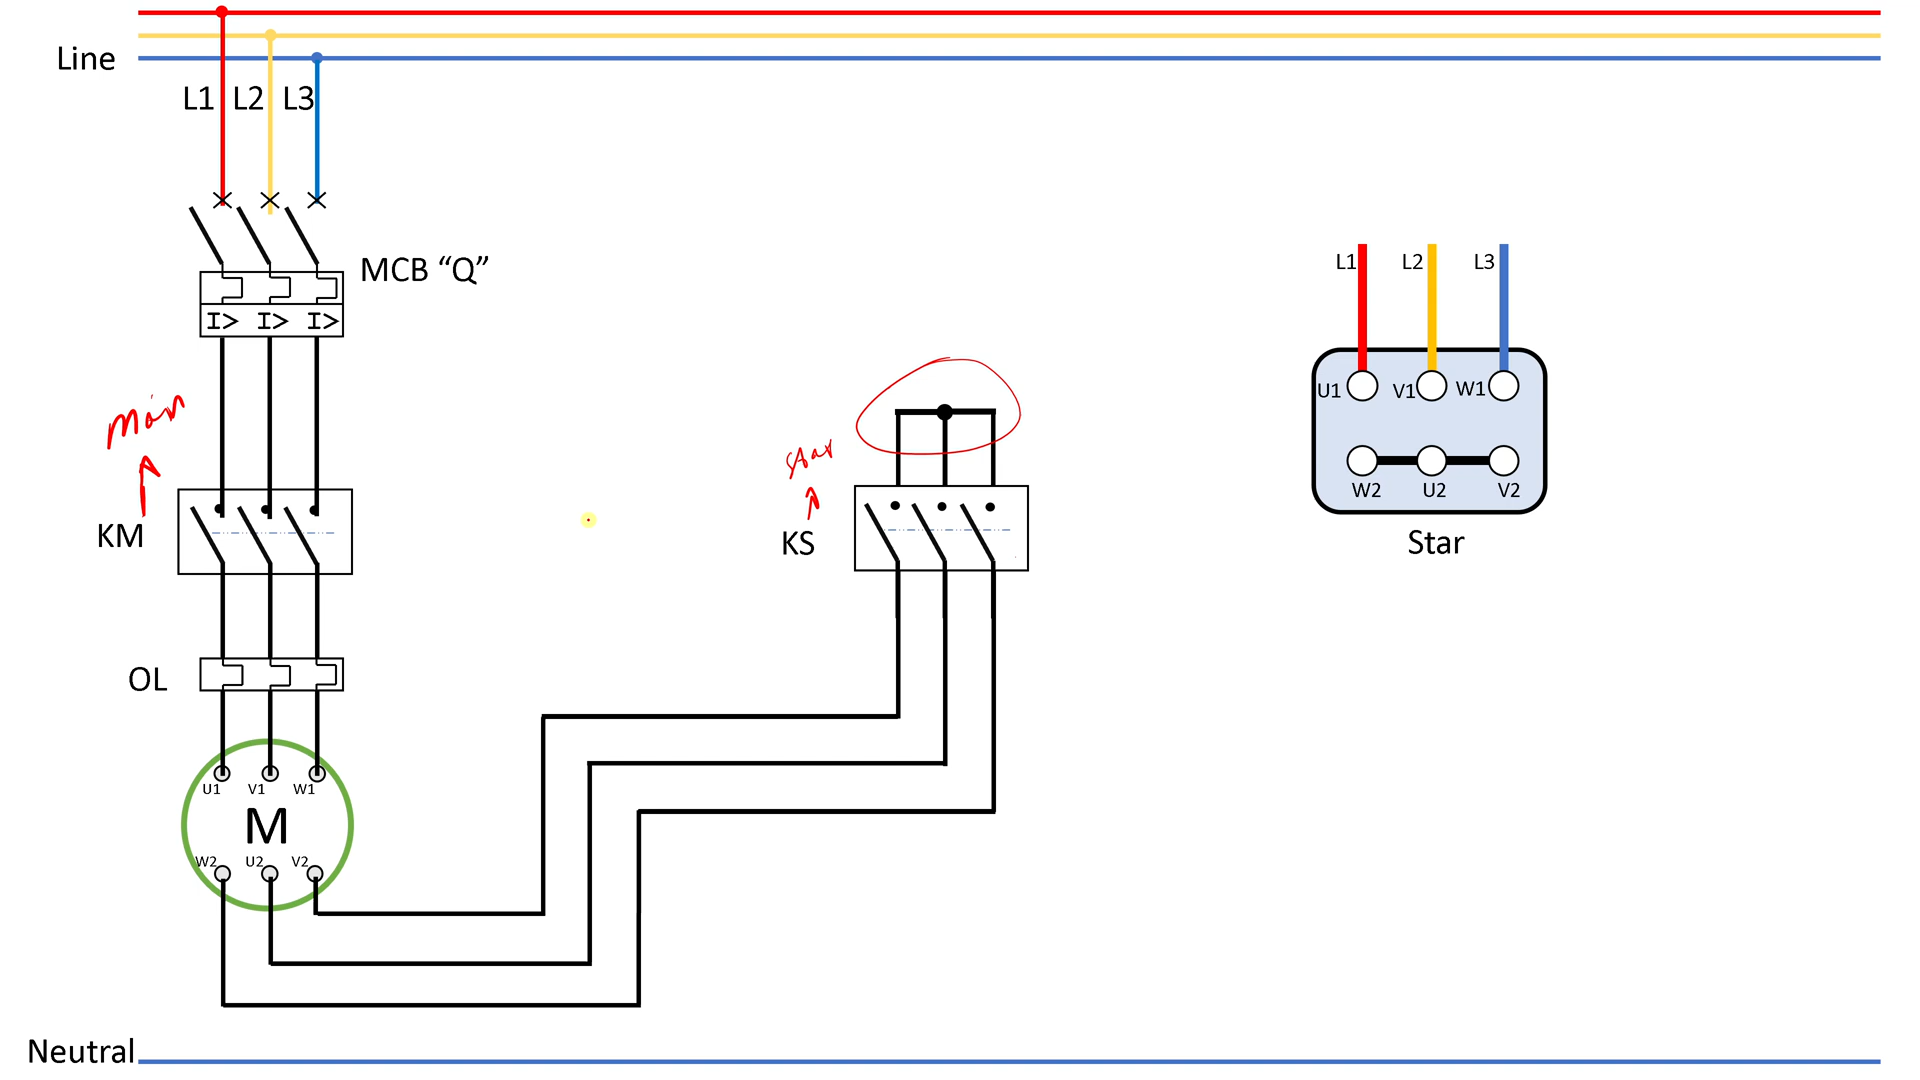 Line
L1 L2 L3
MCB “Q”
I> I> I>
L1 L2 L3
U1 V1 W1
W2 U2 V2
Star
Main
KM
Star
KS
OL
U1 V1 W1
M
W2 U2 V2
Neutral